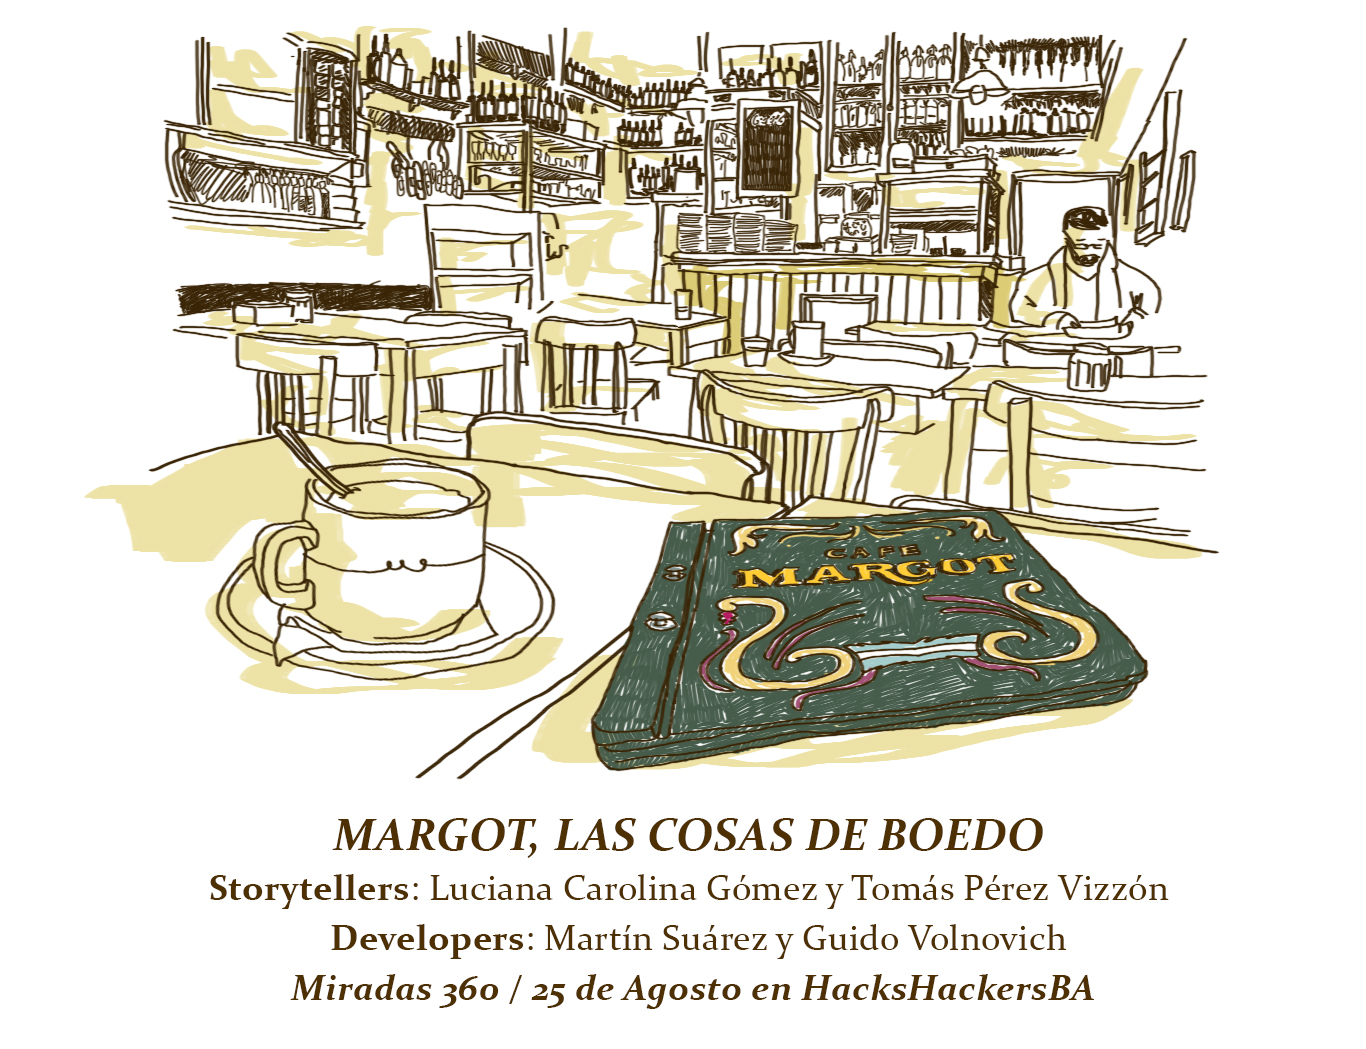 BEERS
CAFE
MARGOT
MARGOT, LAS COSAS DE BOEDO
Storytellers: Luciana Carolina Gómez y Tomás Pérez Vizzón
Developers: Martín Suárez y Guido Volnovich
Miradas 360 / 25 de Agosto en HacksHackersBA